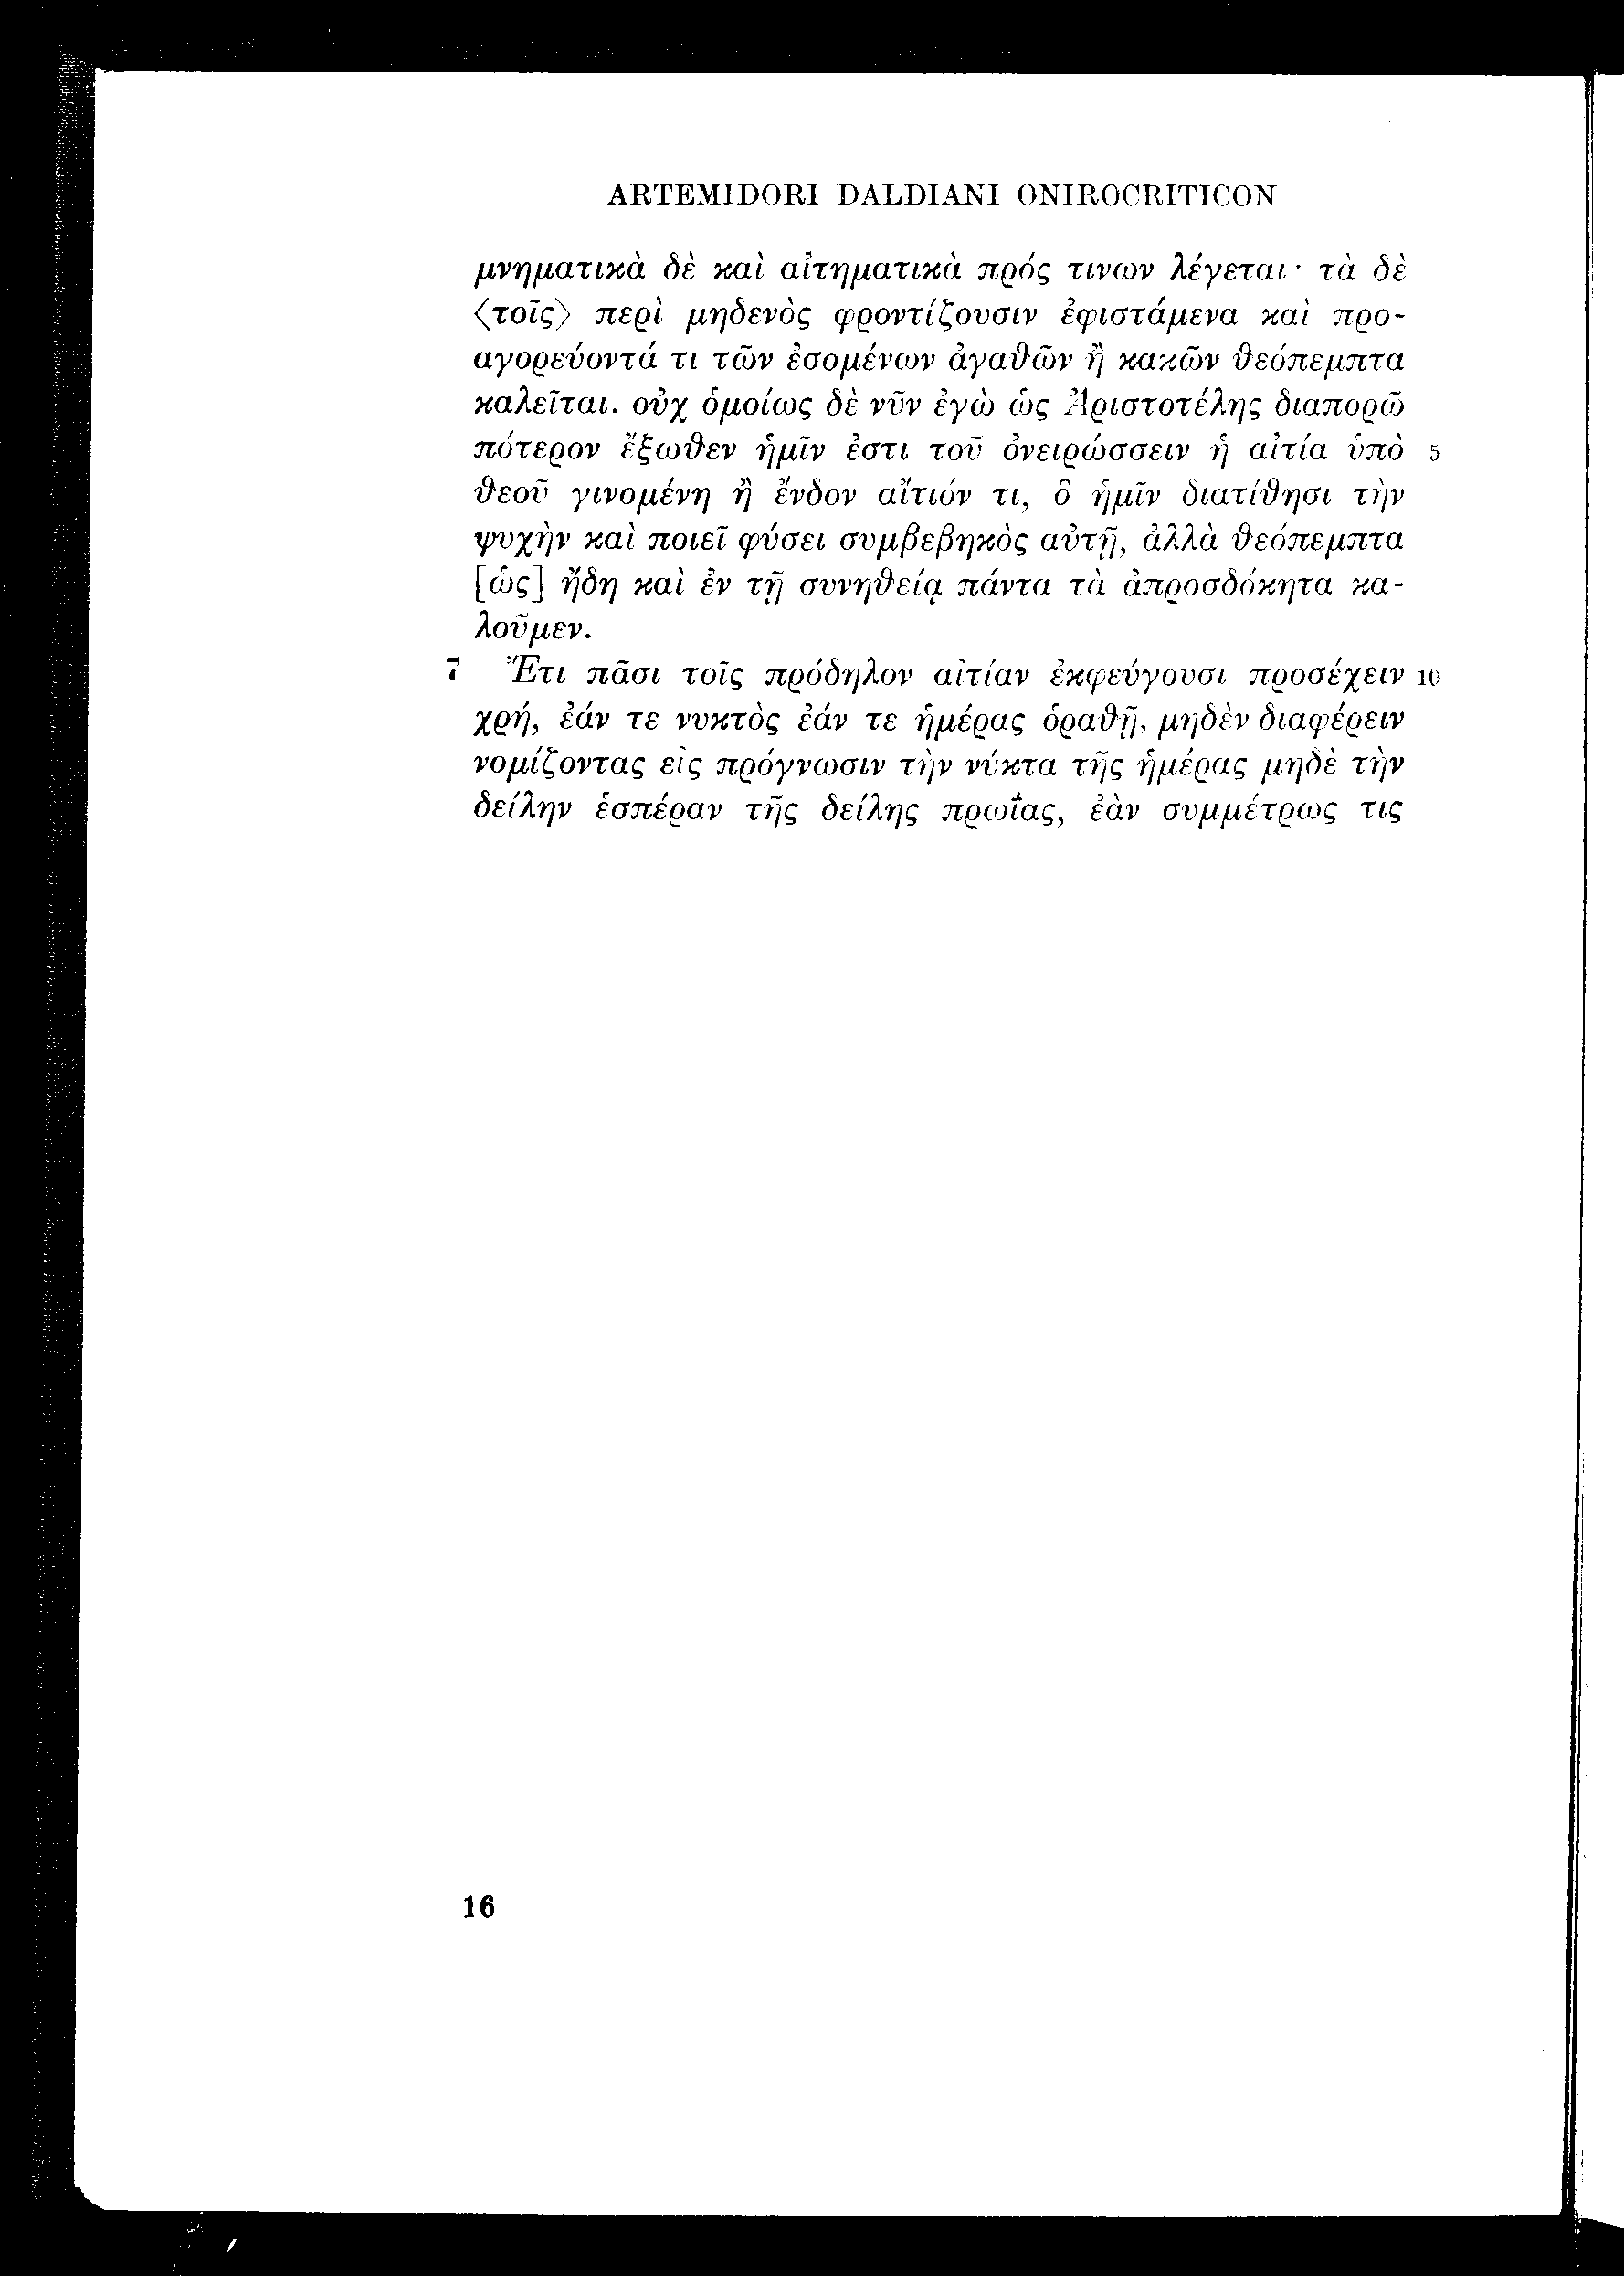 ARTEMIDORI DALDIANI ONIROCRITICON
μνηματικὰ δὲ καὶ αἰτηματικὰ πρός τινων λέγεται· τὰ δὲ
⟨τοῖς⟩ περὶ μηδενὸς φροντίζουσιν ἐφιστάμενα καὶ προ-
αγορεύοντά τι τῶν ἐσομένων ἀγαθῶν ἢ κακῶν θεόπεμπτα
καλεῖται. οὐχ ὁμοίως δὲ νῦν ἐγὼ ὡς Ἀριστοτέλης διαπορῶ
πότερον ἔξωθεν ἡμῖν ἐστι τοῦ ὀνειρώσσειν ἡ αἰτία ὑπὸ 5
θεοῦ γινομένη ἢ ἔνδον αἴτιόν τι, ὃ ἡμῖν διατίθησι τὴν
ψυχὴν καὶ ποιεῖ φύσει συμβεβηκὸς αὐτῇ, ἀλλὰ θεόπεμπτα
[ὡς] ἤδη καὶ ἐν τῇ συνηθείᾳ πάντα τὰ ἀπροσδόκητα κα-
λοῦμεν.
7 Ἔτι πᾶσι τοῖς πρόδηλον αἰτίαν ἐκφεύγουσι προσέχειν 10
χρή, ἐάν τε νυκτὸς ἐάν τε ἡμέρας ὁραθῇ, μηδὲν διαφέρειν
νομίζοντας εἰς πρόγνωσιν τὴν νύκτα τῆς ἡμέρας μηδὲ τὴν
δείλην ἑσπέραν τῆς δείλης πρωΐας, ἐὰν συμμέτρως τις
16